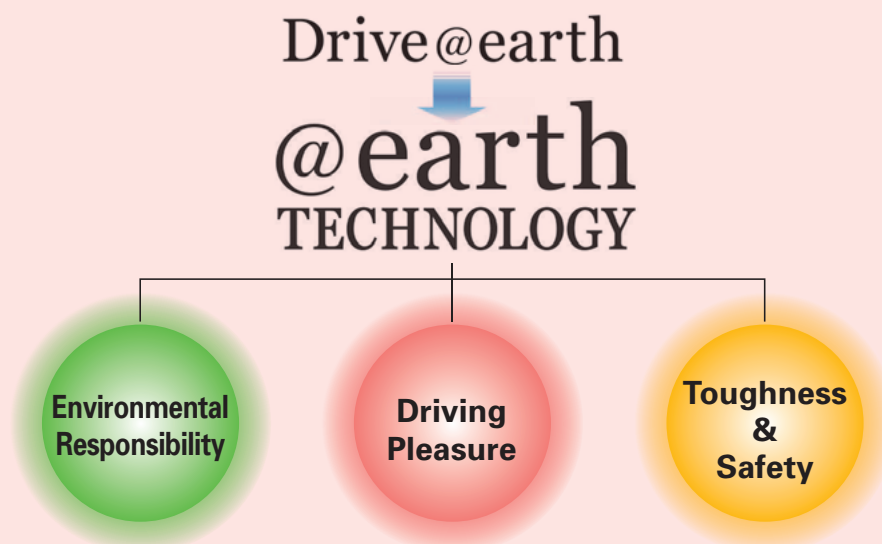 Drive@earth
@earth
TECHNOLOGY
Environmental
Responsibility
Driving
Pleasure
Toughness
&
Safety